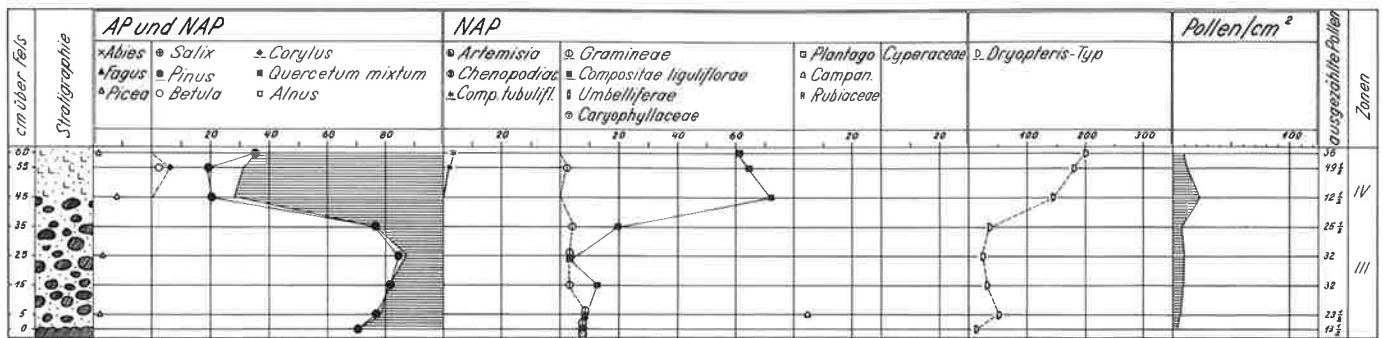 AP und NAP
NAP
Pollen/cm²
cm über Fels
Stratigraphie
×Abies
▲Fagus
△Picea
Salix
Pinus
Betula
Corylus
Quercetum mixtum
Alnus
Artemisia
Chenopodiac
Comp. tubulifl.
Gramineae
Compositae liguliflorae
Umbelliferae
Caryophyllaceae
Plantago
Campan.
Rubiaceae
Cyperaceae
Dryopteris-Typ
ausgezählte Pollen
Zonen
20 40 60 80 20 20 40 60 20 20 100 200 300 100
60 36
55 49½
45 12½
IV
35 25½
25 32
III
15 32
5 23½
0